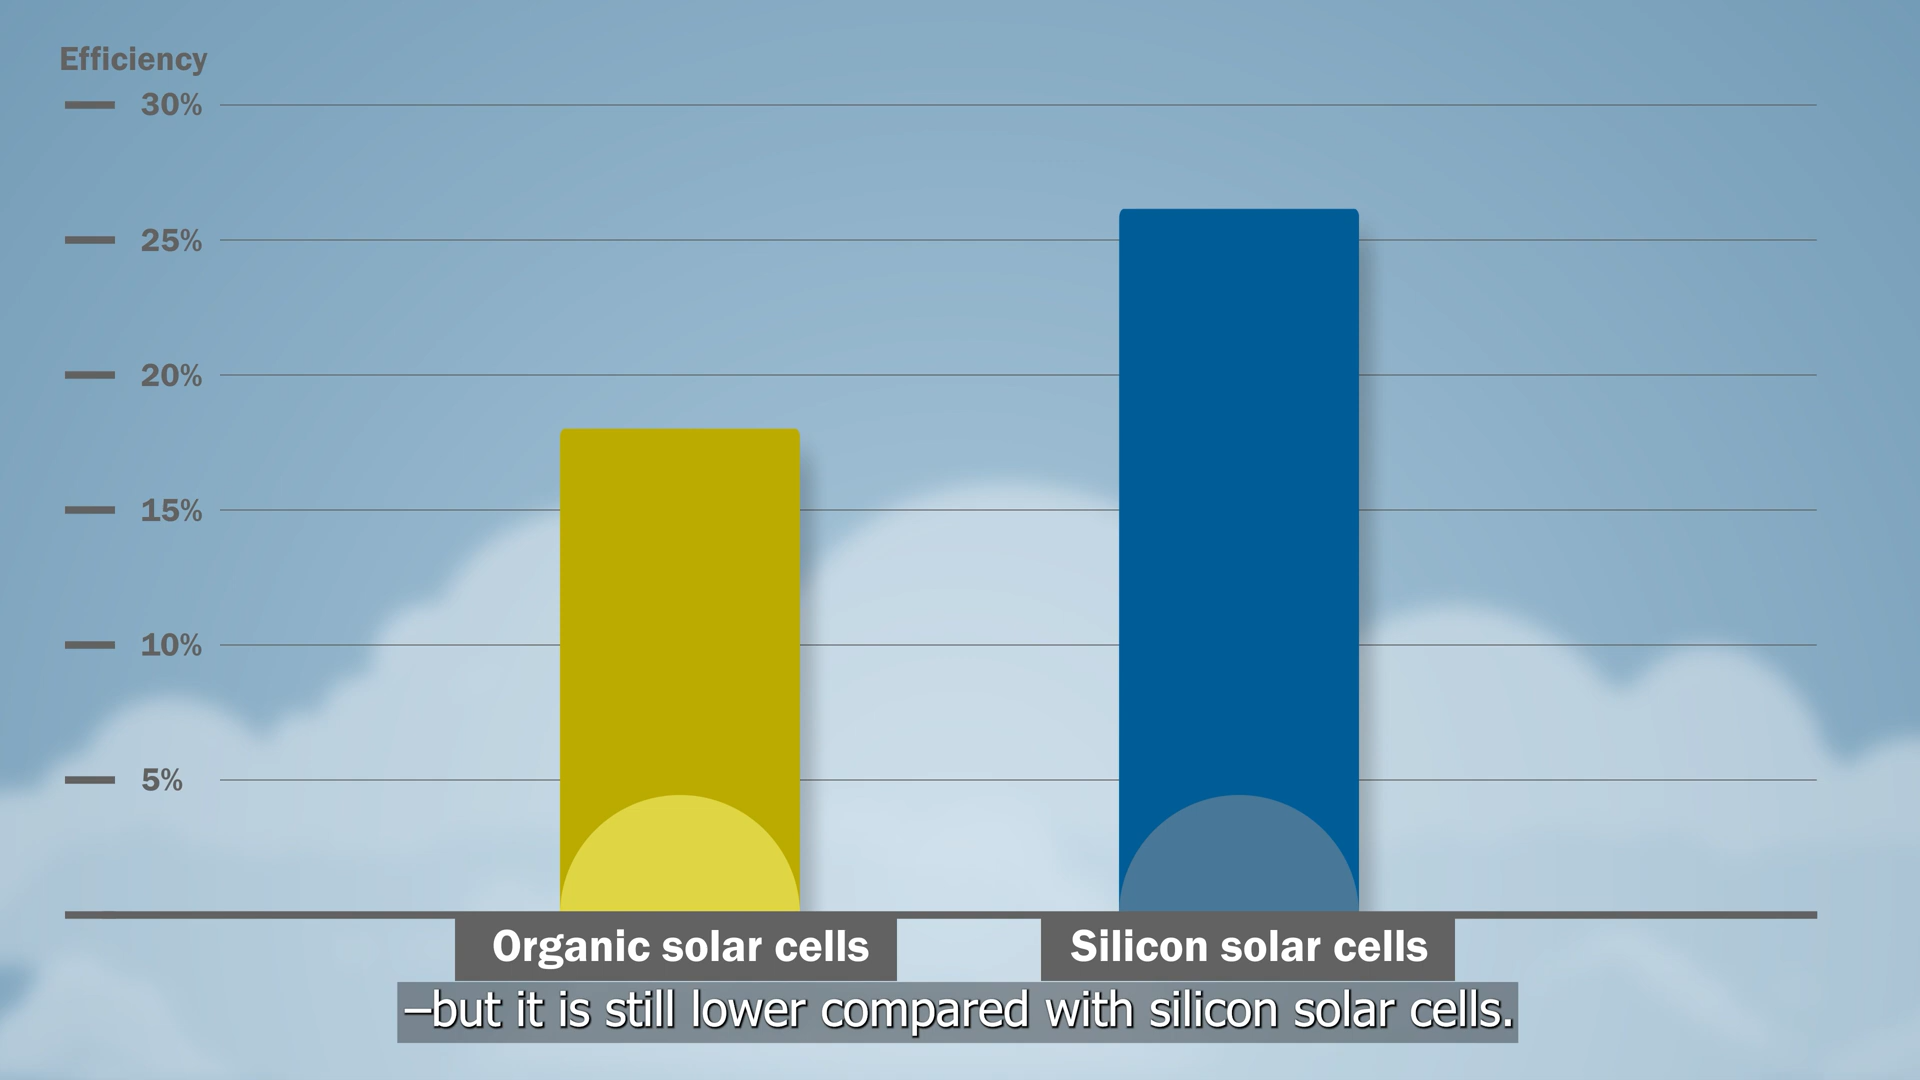 Efficiency
30%
25%
20%
15%
10%
5%
Organic solar cells
Silicon solar cells
–but it is still lower compared with silicon solar cells.